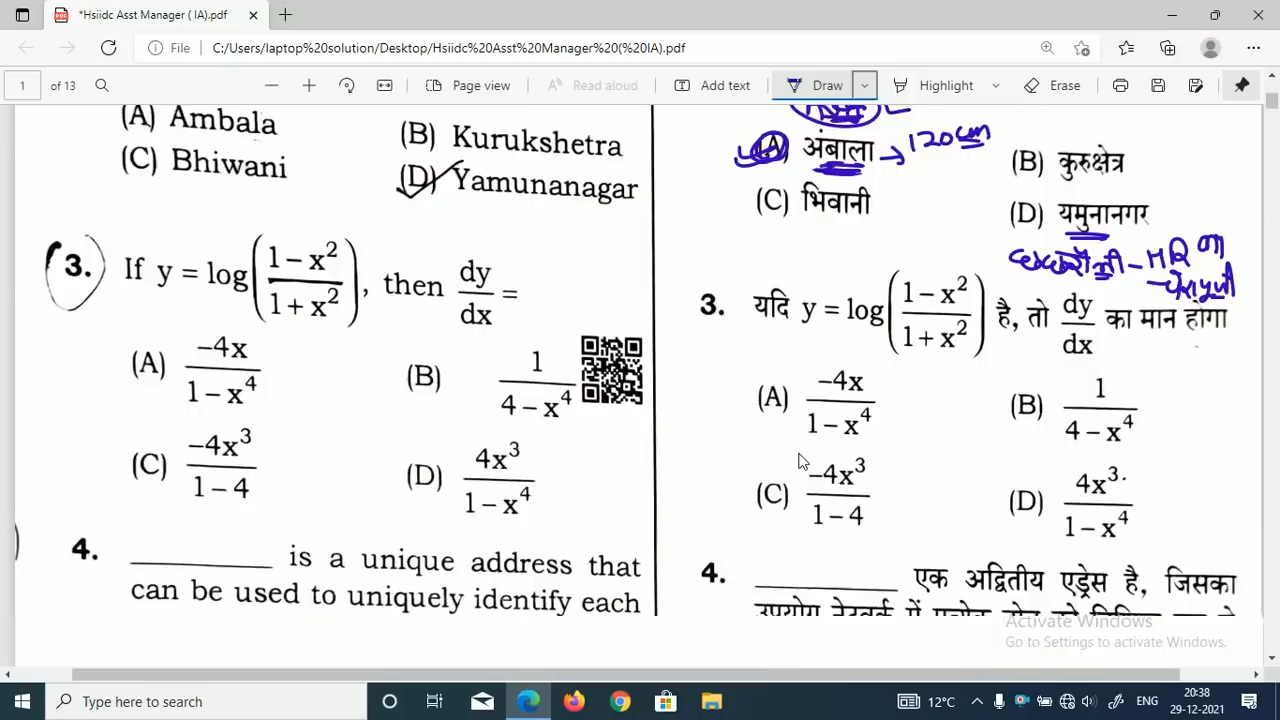 *Hsiidc Asst Manager ( IA).pdf
File C:/Users/laptop%20solution/Desktop/Hsiidc%20Asst%20Manager%20(%20IA).pdf
1 of 13 Page view Read aloud Add text Draw Highlight Erase
(A) Ambala
(B) Kurukshetra
(C) Bhiwani
(D) Yamunanagar
3. If y = log((1 – x²)/(1 + x²)), then dy/dx =
(A) –4x/(1 – x⁴)
(B) 1/(4 – x⁴)
(C) –4x³/(1 – 4)
(D) 4x³/(1 – x⁴)
4. ________ is a unique address that
can be used to uniquely identify each
(A) अंबाला → 120cm
(B) कुरुक्षेत्र
(C) भिवानी
(D) यमुनानगर
3. यदि y = log((1 – x²)/(1 + x²)) है, तो dy/dx का मान होगा
(A) –4x/(1 – x⁴)
(B) 1/(4 – x⁴)
(C) –4x³/(1 – 4)
(D) 4x³/(1 – x⁴)
4. ________ एक अद्वितीय एड्रेस है, जिसका
Activate Windows
Go to Settings to activate Windows.
Type here to search
12°C
ENG
20:38
29-12-2021